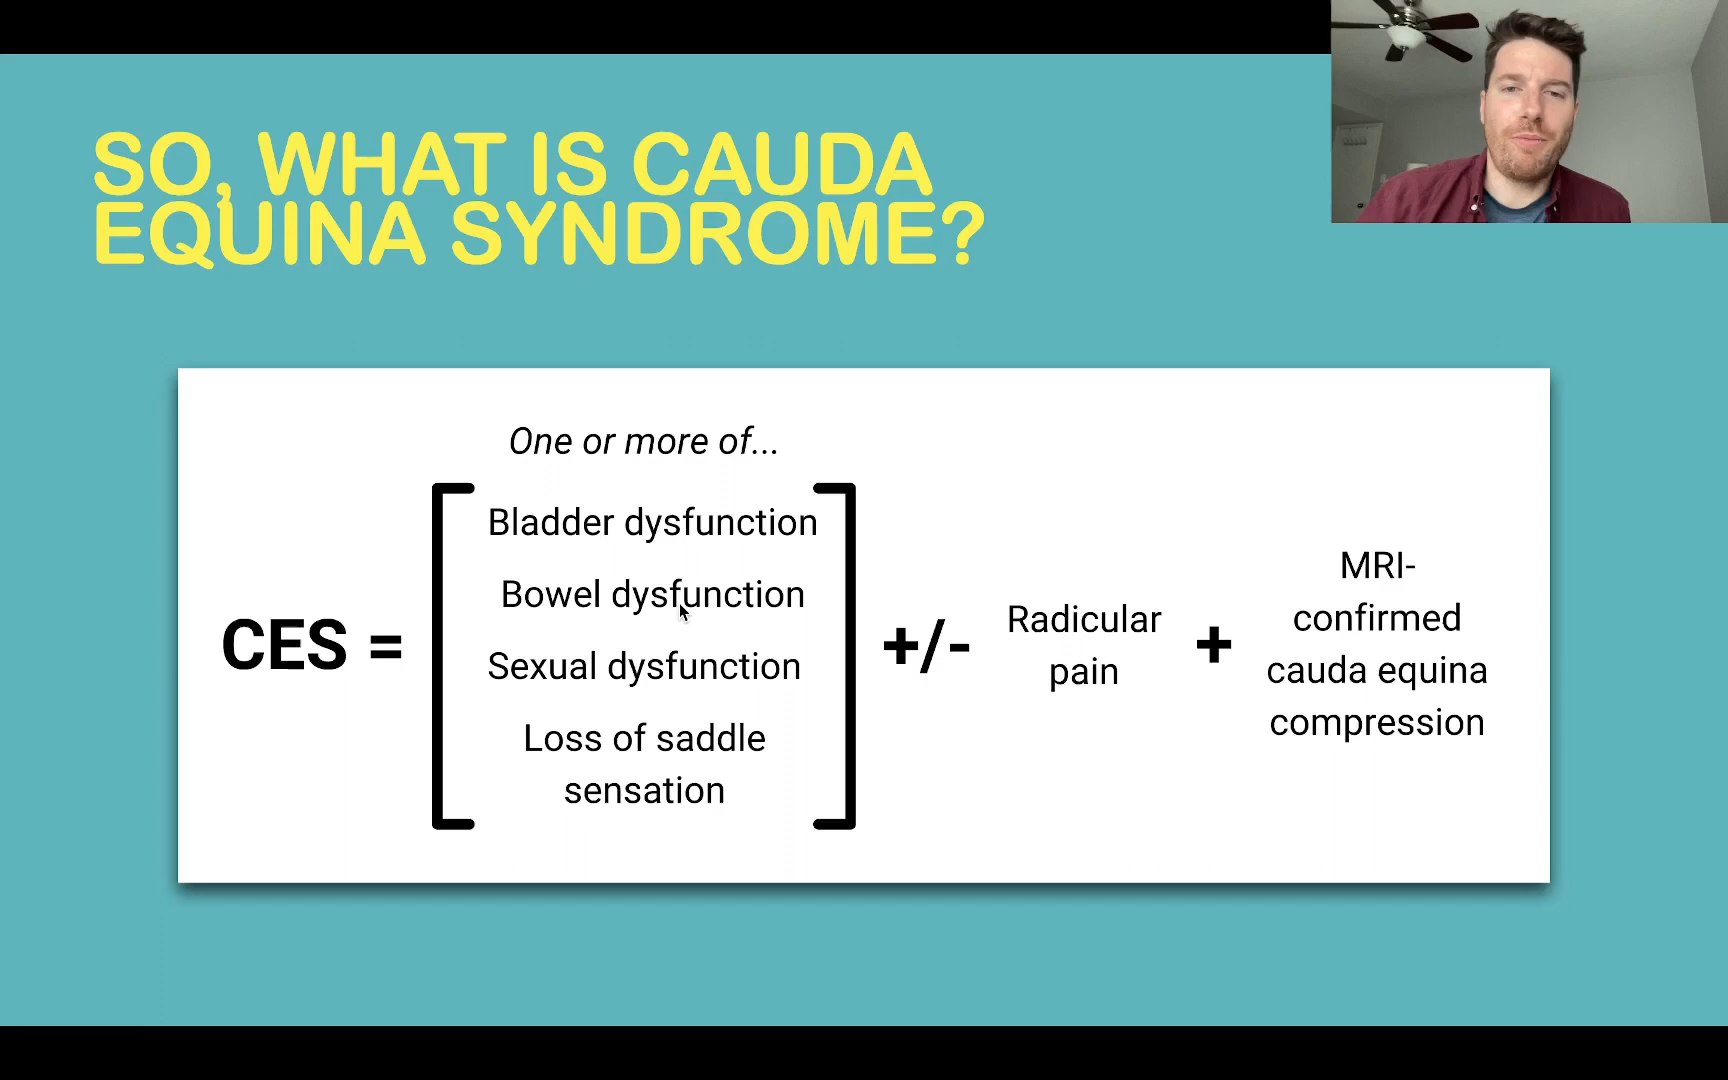 SO, WHAT IS CAUDA
EQUINA SYNDROME?
One or more of...
CES =
Bladder dysfunction
Bowel dysfunction
Sexual dysfunction
Loss of saddle
sensation
+/-
Radicular
pain
+
MRI-
confirmed
cauda equina
compression